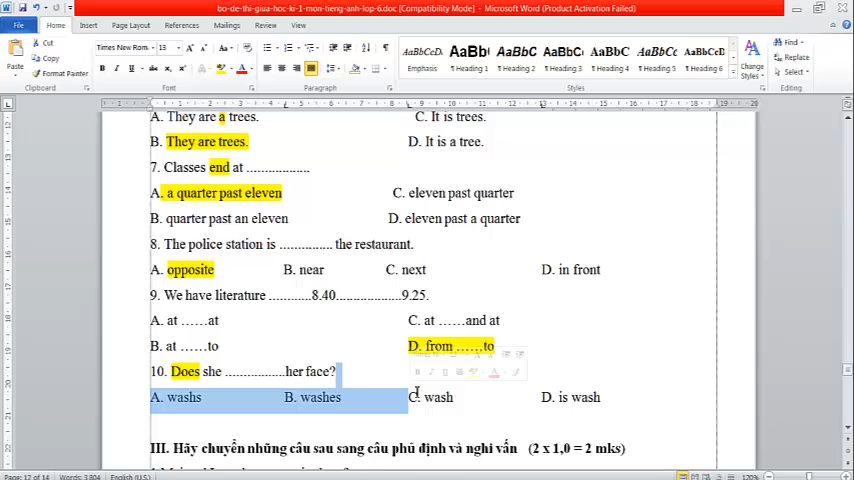 bo-de-thi-giua-hoc-ki-1-mon-tieng-anh-lop-6.doc [Compatibility Mode] - Microsoft Word (Product Activation Failed)
File Home Insert Page Layout References Mailings Review View
Cut
Copy
Format Painter
Paste
Times New Rom 13
AaBbCcDa AaBbC AaBbC AaBbC AaBbC AaBbCc AaBbCc
Emphasis ¶ Heading 1 ¶ Heading 2 ¶ Heading 3 ¶ Heading 4 ¶ Heading 5 ¶ Heading 6
Change Styles
Find
Replace
Select
Clipboard Font Paragraph Styles Editing
A. They are a trees. C. It is trees.
B. They are trees. D. It is a tree.
7. Classes end at ..................
A. a quarter past eleven C. eleven past quarter
B. quarter past an eleven D. eleven past a quarter
8. The police station is ............... the restaurant.
A. opposite B. near C. next D. in front
9. We have literature ............8.40...................9.25.
A. at ……at C. at ……and at
B. at ……to D. from ……to
10. Does she .................her face?
A. washs B. washes C. wash D. is wash
III. Hãy chuyển những câu sau sang câu phủ định và nghi vấn (2 x 1,0 = 2 mks)
Page: 12 of 14 Words: 3,804 English (U.S.) 120%